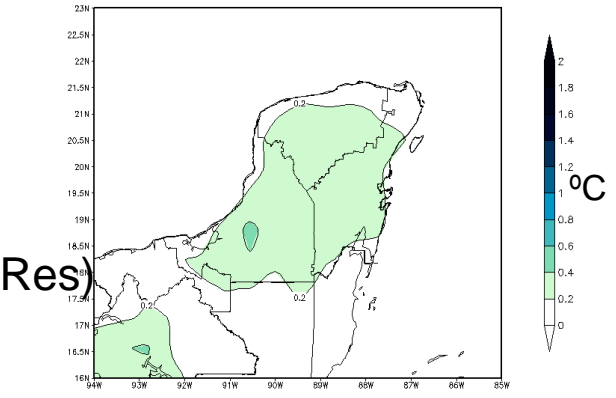 23N
22.5N
22N
21.5N
21N
20.5N
20N
19.5N
19N
18.5N
18N
17.5N
17N
16.5N
16N
94W 93W 92W 91W 90W 89W 88W 87W 86W 85W
0.2
0.2
0.2
Res)
2
1.8
1.6
1.4
1.2
1
0.8
0.6
0.4
0.2
0
ºC